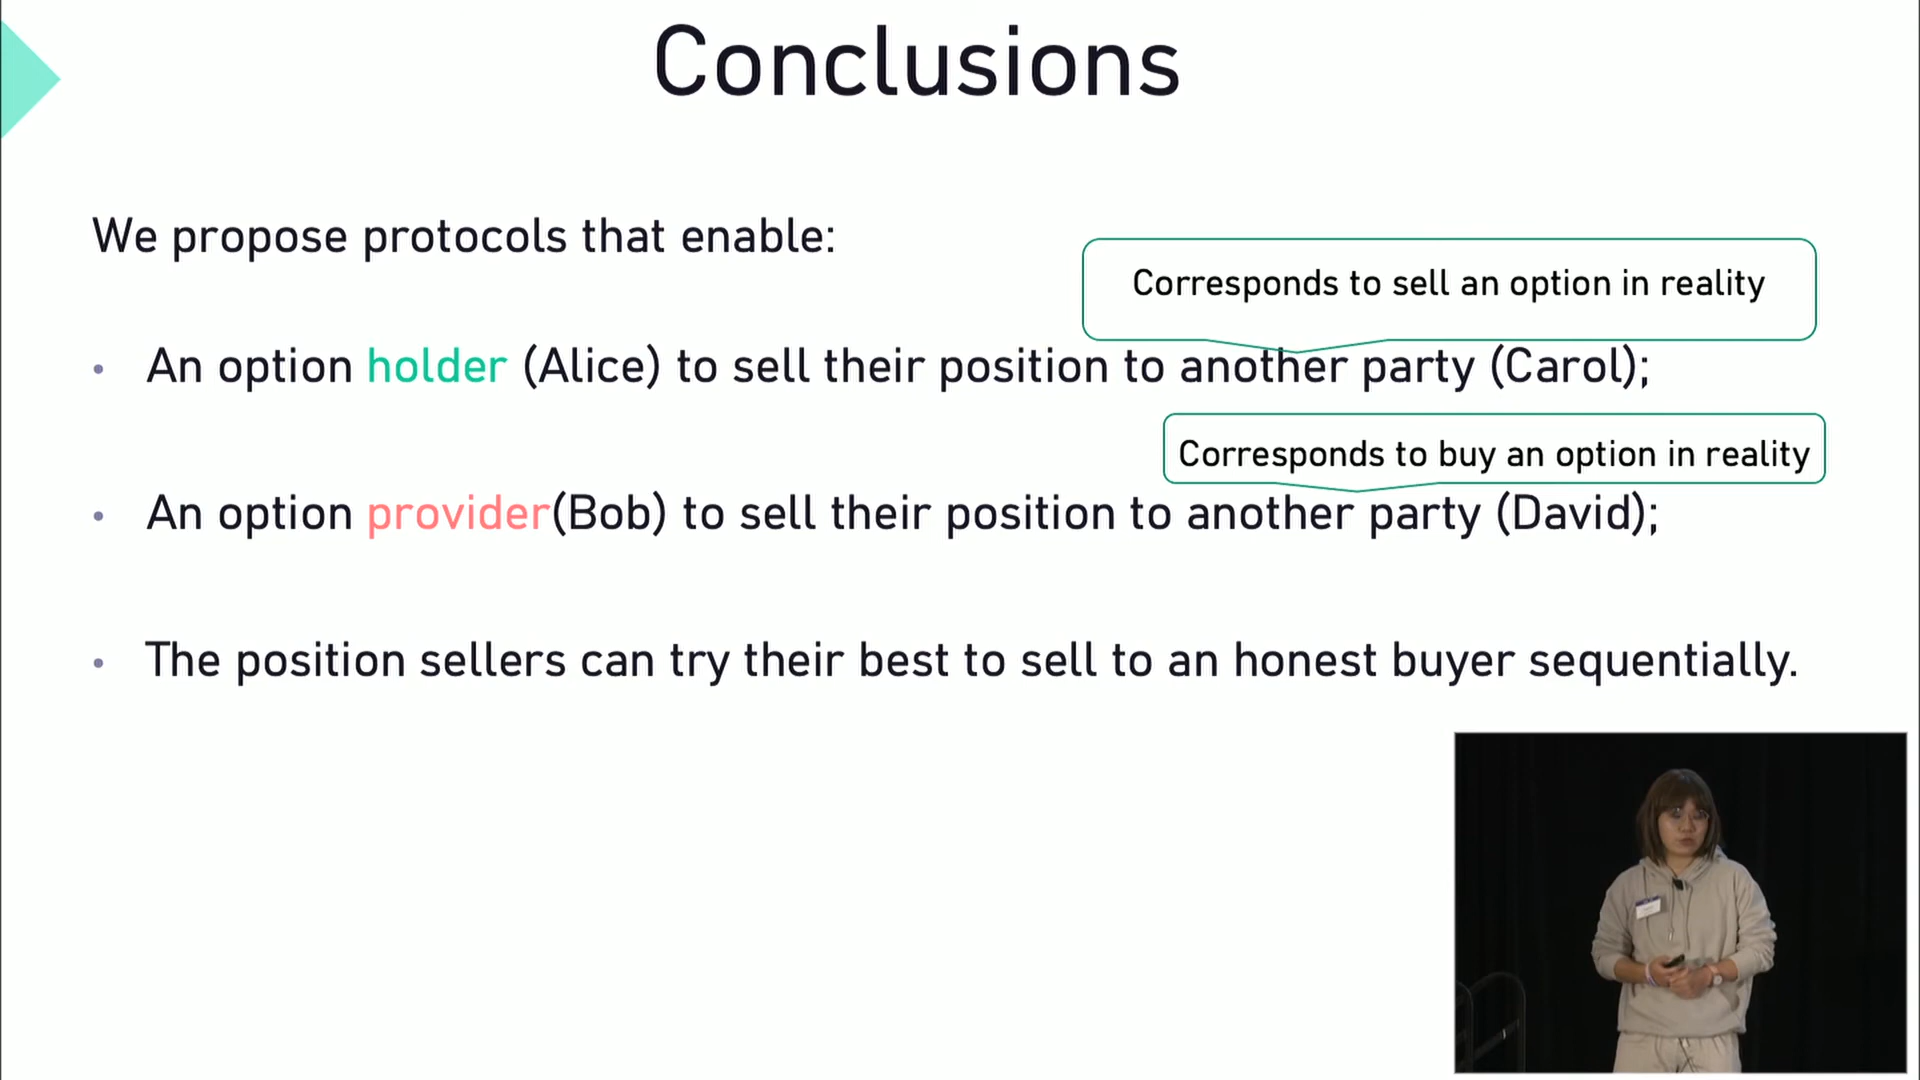 Conclusions
We propose protocols that enable:
Corresponds to sell an option in reality
• An option holder (Alice) to sell their position to another party (Carol);
Corresponds to buy an option in reality
• An option provider(Bob) to sell their position to another party (David);
• The position sellers can try their best to sell to an honest buyer sequentially.